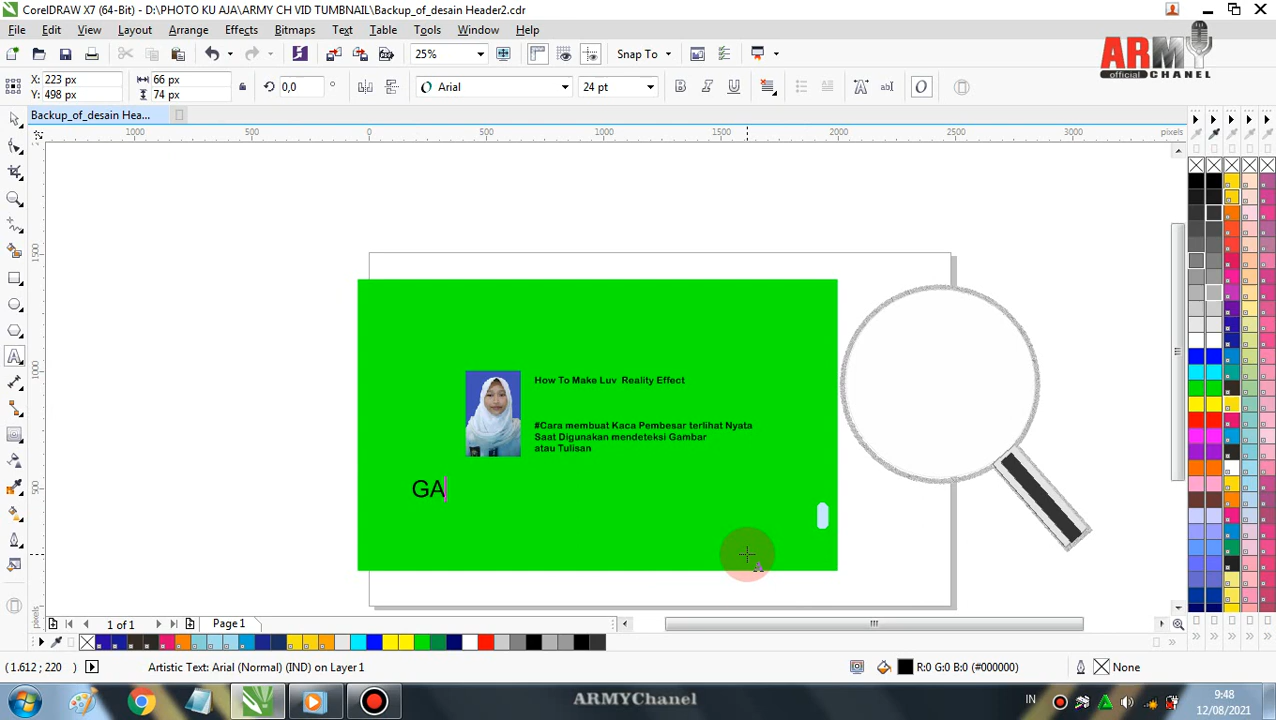 CorelDRAW X7 (64-Bit) - D:\PHOTO KU AJA\ARMY CH VID TUMBNAIL\Backup_of_desain Header2.cdr
File Edit View Layout Arrange Effects Bitmaps Text Table Tools Window Help
25% Snap To
ARMY
official CHANEL
X: 223 px 66 px 0,0 ° Arial 24 pt
Y: 498 px 74 px
Backup_of_desain Hea...
1000 500 0 500 1000 1500 2000 2500 3000 pixels
1500
1000
500
pixels
How To Make Luv Reality Effect
#Cara membuat Kaca Pembesar terlihat Nyata
Saat Digunakan mendeteksi Gambar
atau Tulisan
GA
1 of 1 Page 1
(1.612 ; 220 ) Artistic Text: Arial (Normal) (IND) on Layer 1 R:0 G:0 B:0 (#000000) None
ARMYChanel
IN 9:48
12/08/2021